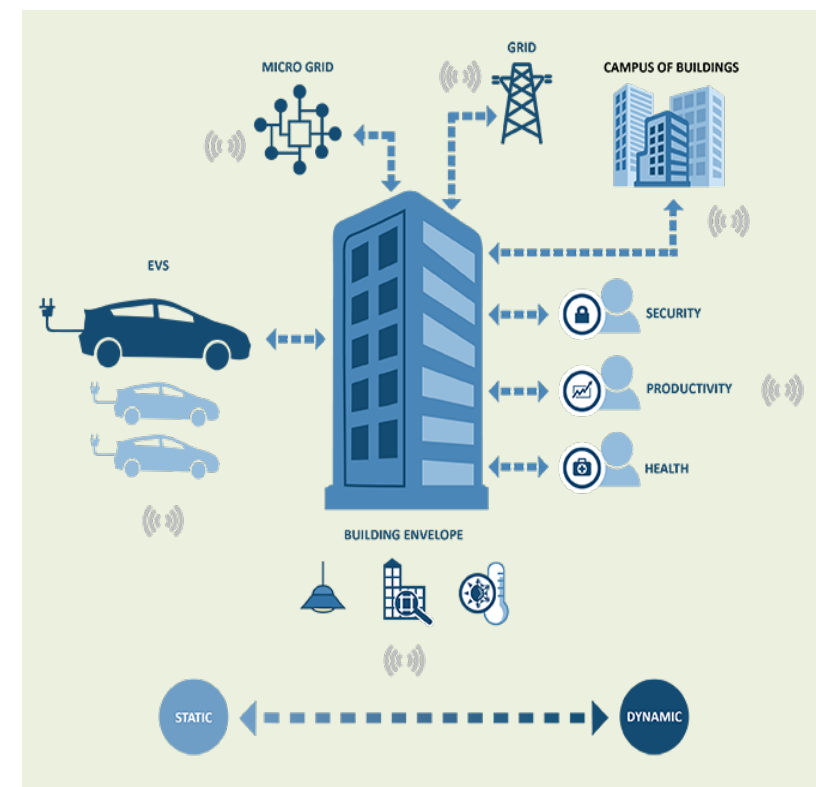 GRID
MICRO GRID
CAMPUS OF BUILDINGS
EVS
SECURITY
PRODUCTIVITY
HEALTH
BUILDING ENVELOPE
STATIC
DYNAMIC